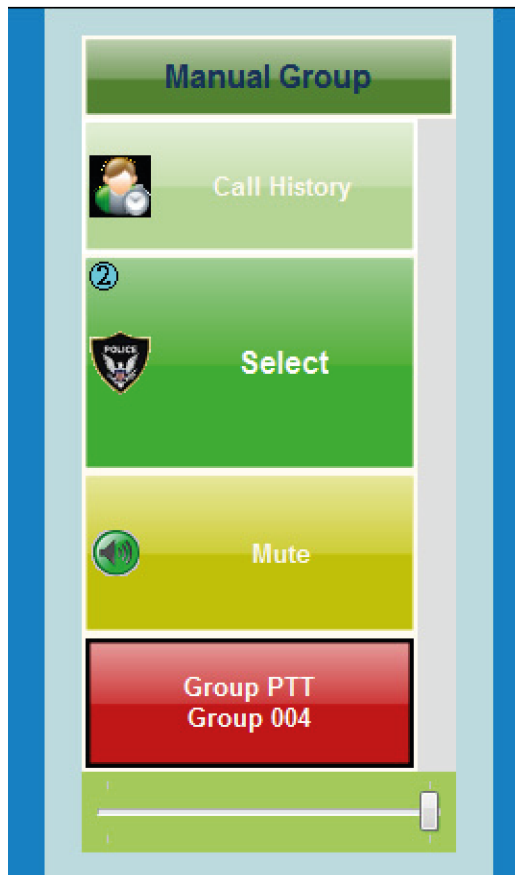 Manual Group
Call History
②
POLICE
Select
Mute
Group PTT
Group 004